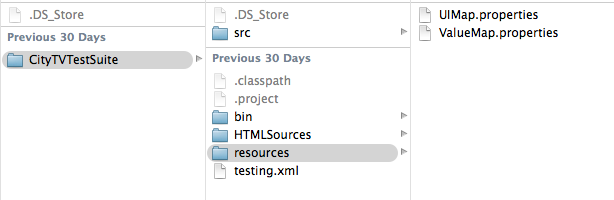 .DS_Store
Previous 30 Days
CityTVTestSuite
.DS_Store
src
Previous 30 Days
.classpath
.project
bin
HTMLSources
resources
testing.xml
UIMap.properties
ValueMap.properties